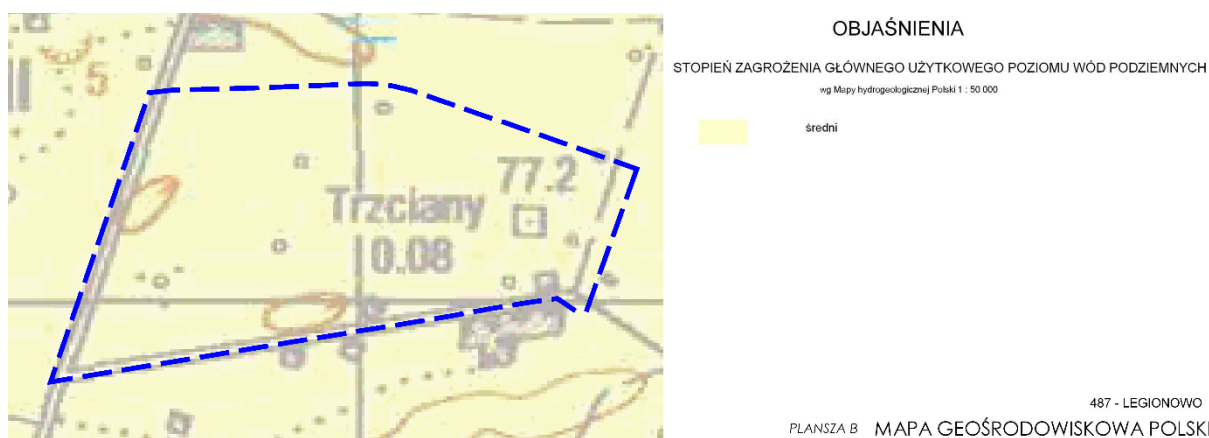 5
77.2
Trzciany
0.08
OBJAŚNIENIA
STOPIEŃ ZAGROŻENIA GŁÓWNEGO UŻYTKOWEGO POZIOMU WÓD PODZIEMNYCH
wg Mapy hydrogeologicznej Polski 1 : 50 000
średni
487 - LEGIONOWO
PLANSZA B MAPA GEOŚRODOWISKOWA POLSKI